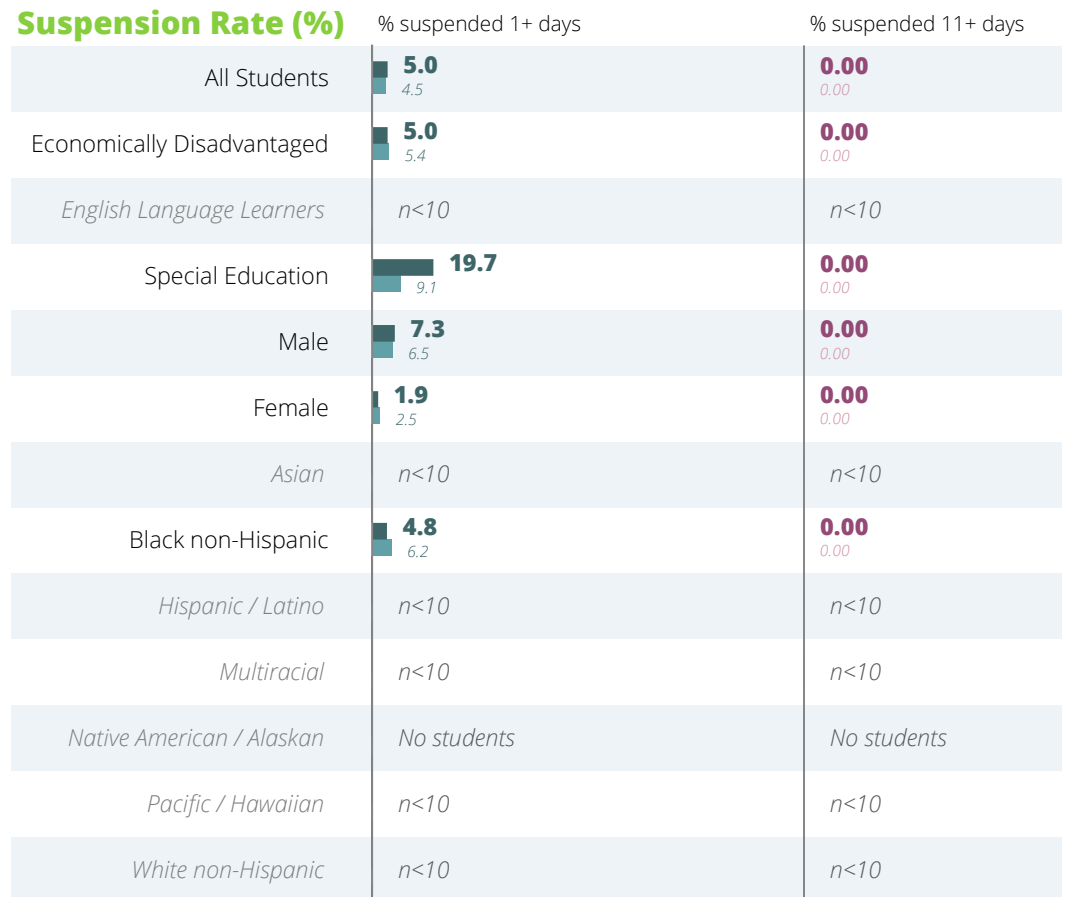 Suspension Rate (%) % suspended 1+ days % suspended 11+ days
All Students 5.0 0.00
4.5 0.00
Economically Disadvantaged 5.0 0.00
5.4 0.00
English Language Learners n<10 n<10
Special Education 19.7 0.00
9.1 0.00
Male 7.3 0.00
6.5 0.00
Female 1.9 0.00
2.5 0.00
Asian n<10 n<10
Black non-Hispanic 4.8 0.00
6.2 0.00
Hispanic / Latino n<10 n<10
Multiracial n<10 n<10
Native American / Alaskan No students No students
Pacific / Hawaiian n<10 n<10
White non-Hispanic n<10 n<10